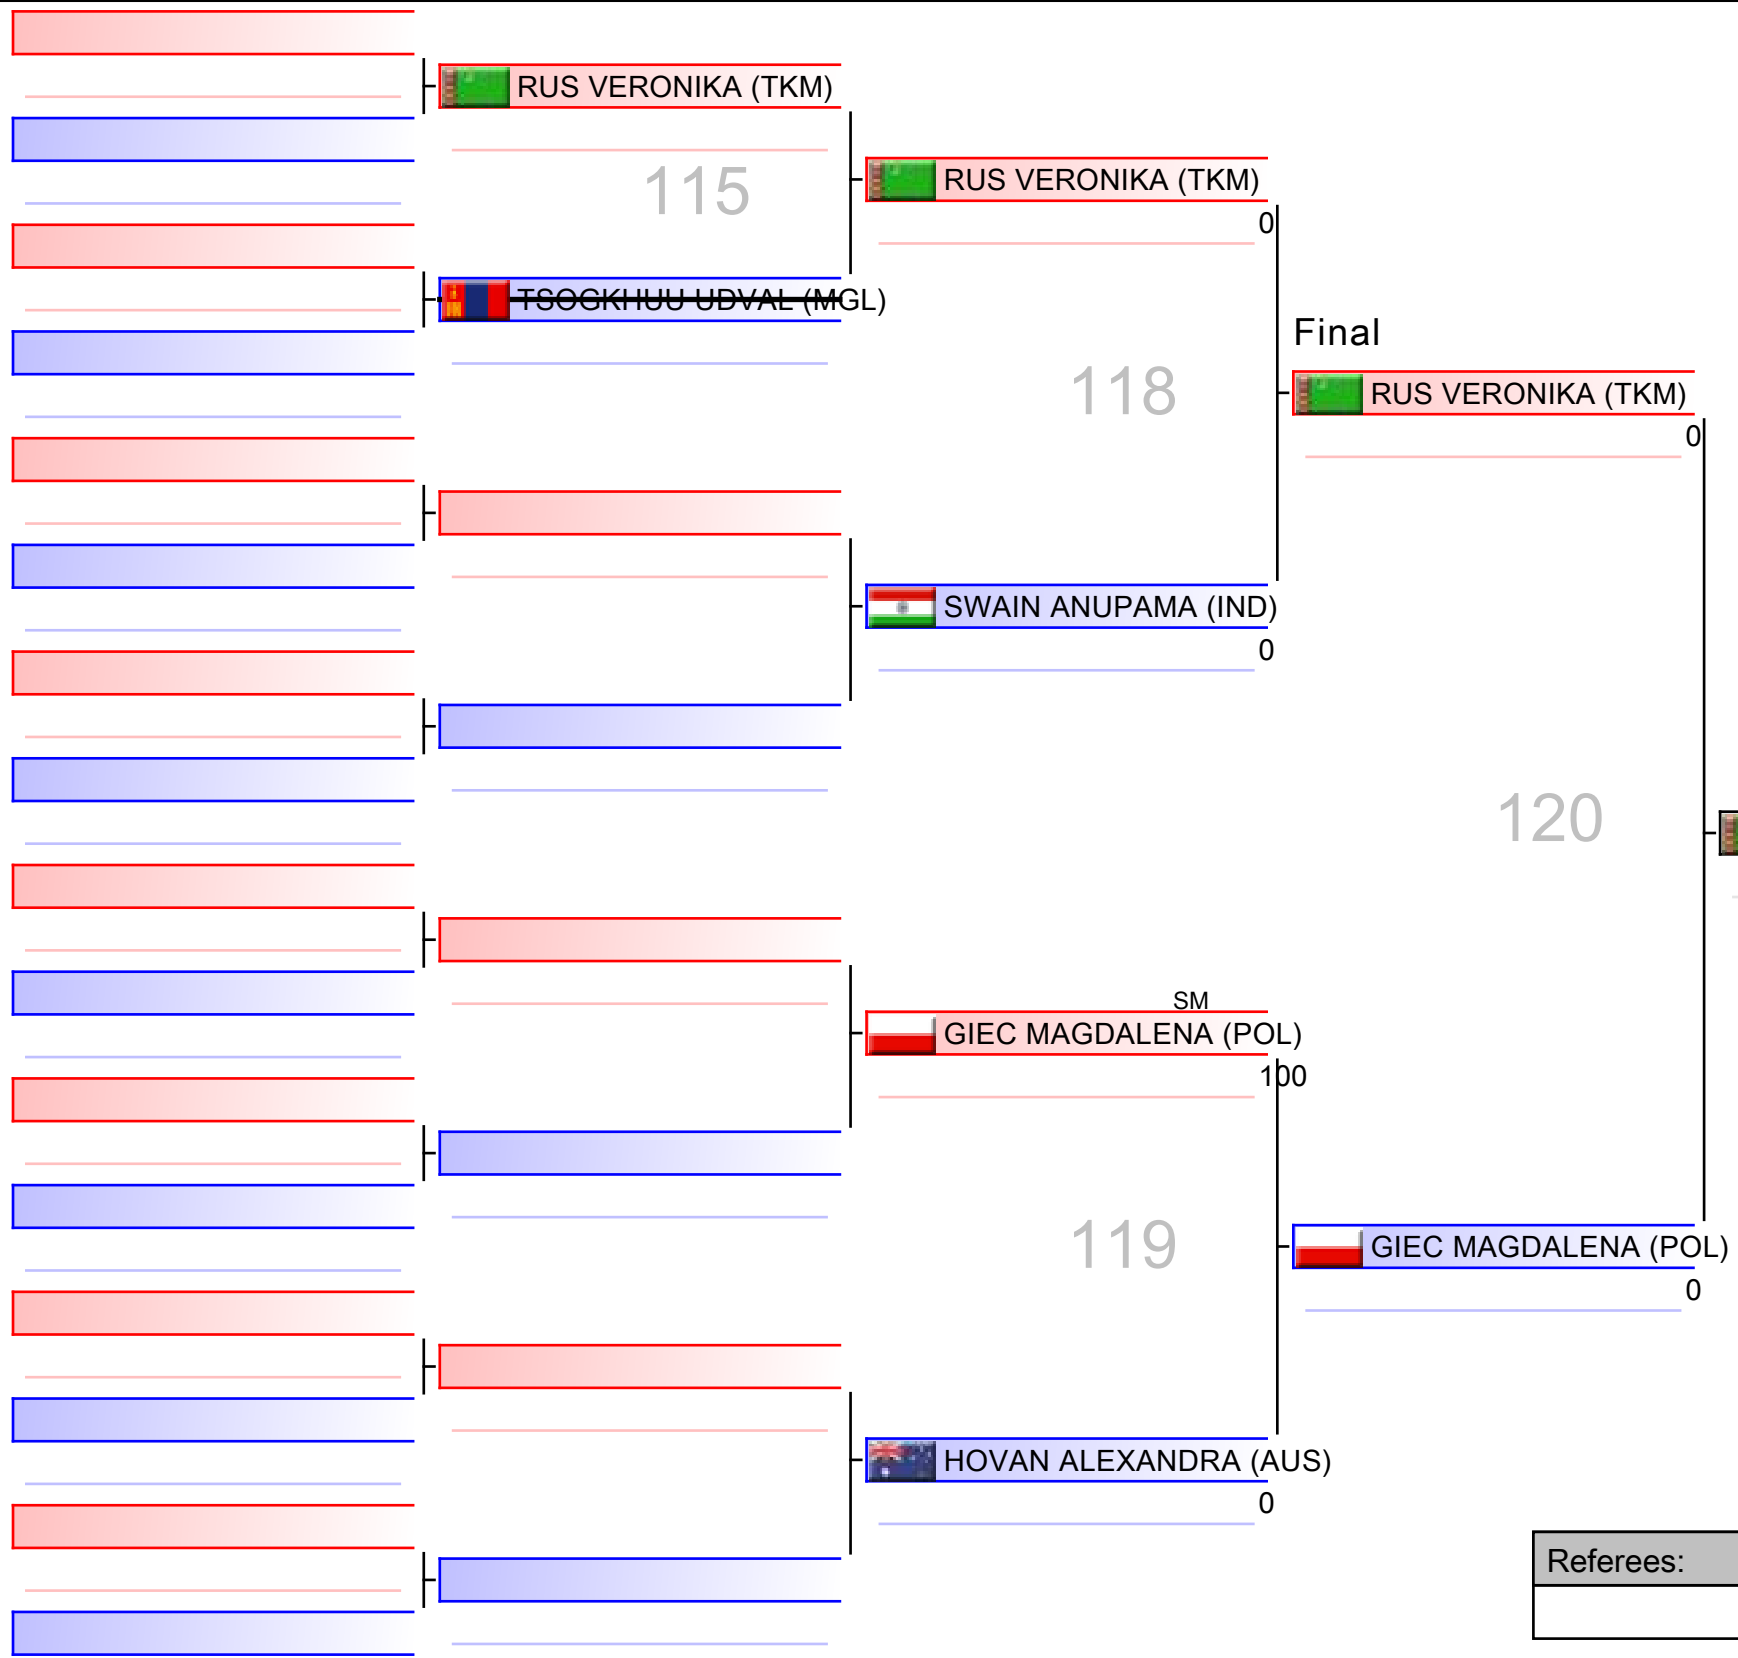 RUS VERONIKA (TKM)
115
TSOGKHUU UDVAL (MGL)
RUS VERONIKA (TKM)
0
118
SWAIN ANUPAMA (IND)
0
SM
GIEC MAGDALENA (POL)
100
119
HOVAN ALEXANDRA (AUS)
0
Final
RUS VERONIKA (TKM)
0
120
GIEC MAGDALENA (POL)
0
Referees: